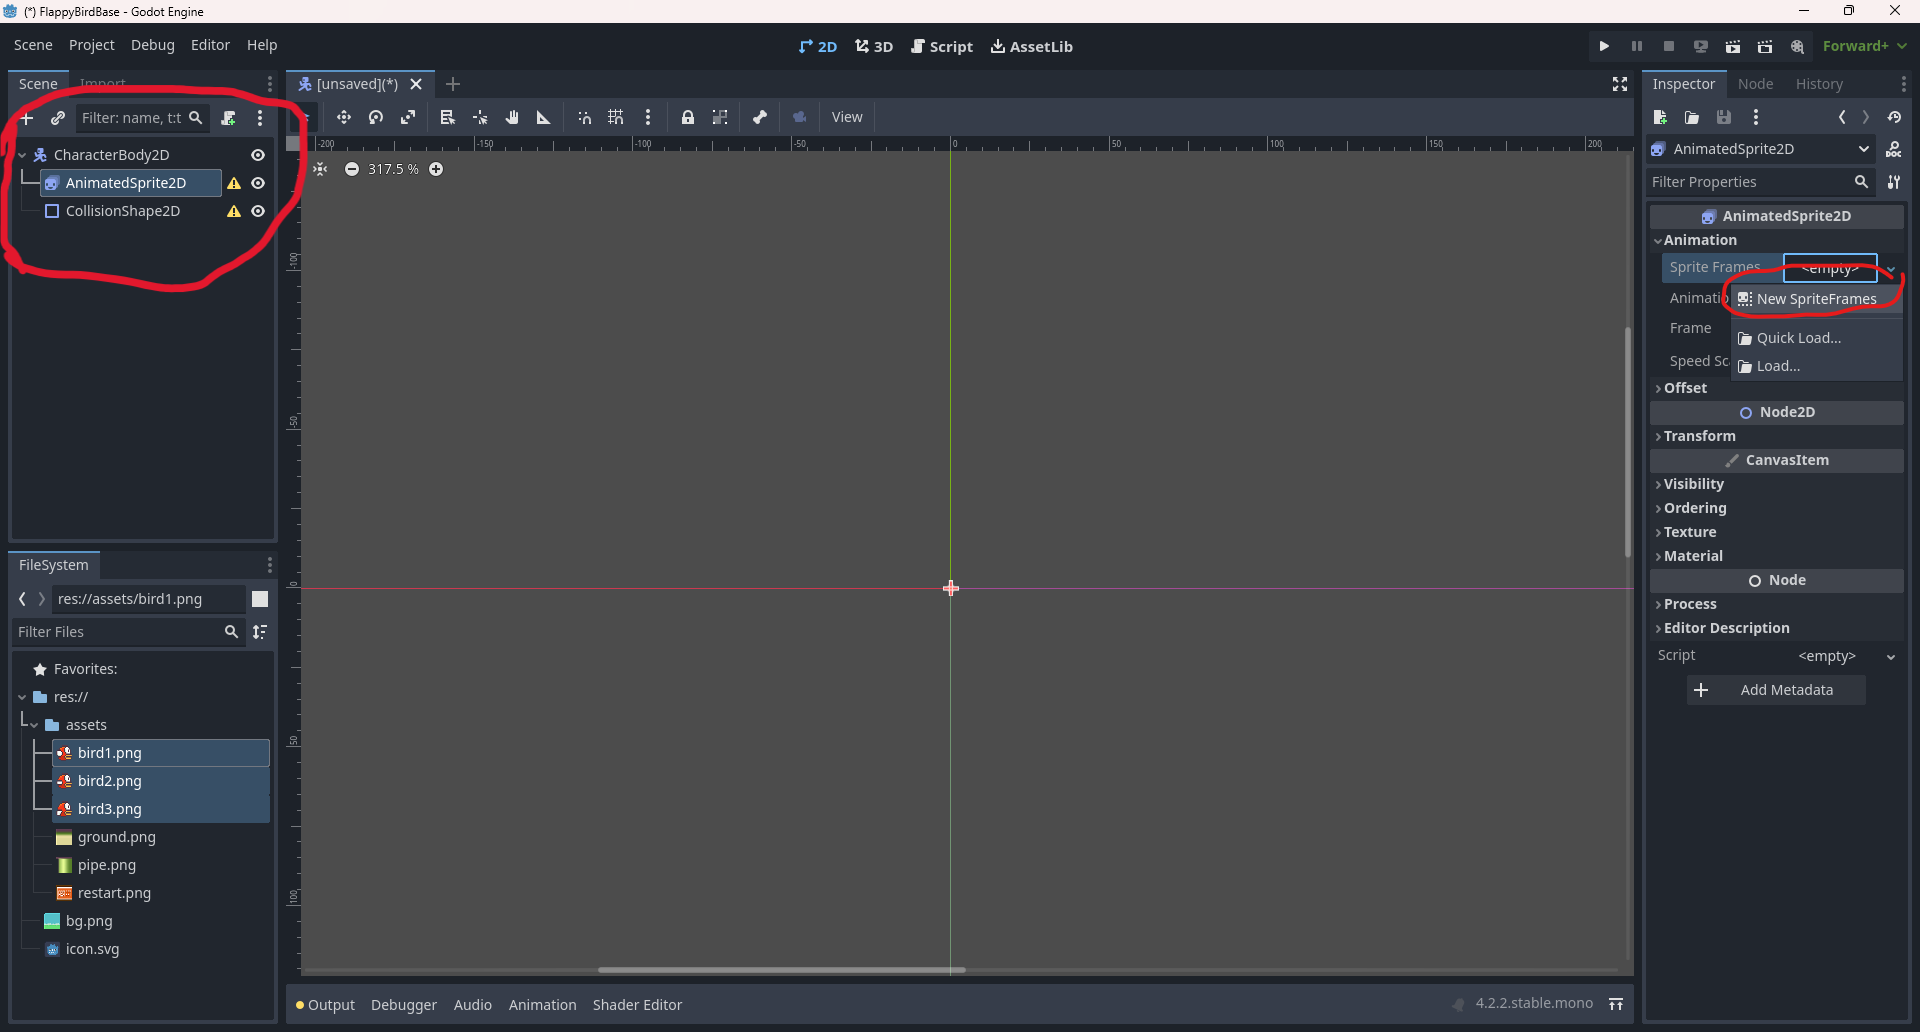 (*) FlappyBirdBase - Godot Engine
Scene Project Debug Editor Help
2D 3D Script AssetLib
Forward+
Scene Import
Filter: name, t:t
CharacterBody2D
AnimatedSprite2D
CollisionShape2D
FileSystem
res://assets/bird1.png
Filter Files
Favorites:
res://
assets
bird1.png
bird2.png
bird3.png
ground.png
pipe.png
restart.png
bg.png
icon.svg
[unsaved](*)
View
-200 -150 -100 -50 0 50 100 150 200
317.5 %
-100
-50
0
50
100
Output Debugger Audio Animation Shader Editor
4.2.2.stable.mono
Inspector Node History
AnimatedSprite2D
Filter Properties
AnimatedSprite2D
Animation
Sprite Frames <empty>
New SpriteFrames
Animatio
Frame
Quick Load...
Speed Sc
Load...
Offset
Node2D
Transform
CanvasItem
Visibility
Ordering
Texture
Material
Node
Process
Editor Description
Script <empty>
Add Metadata